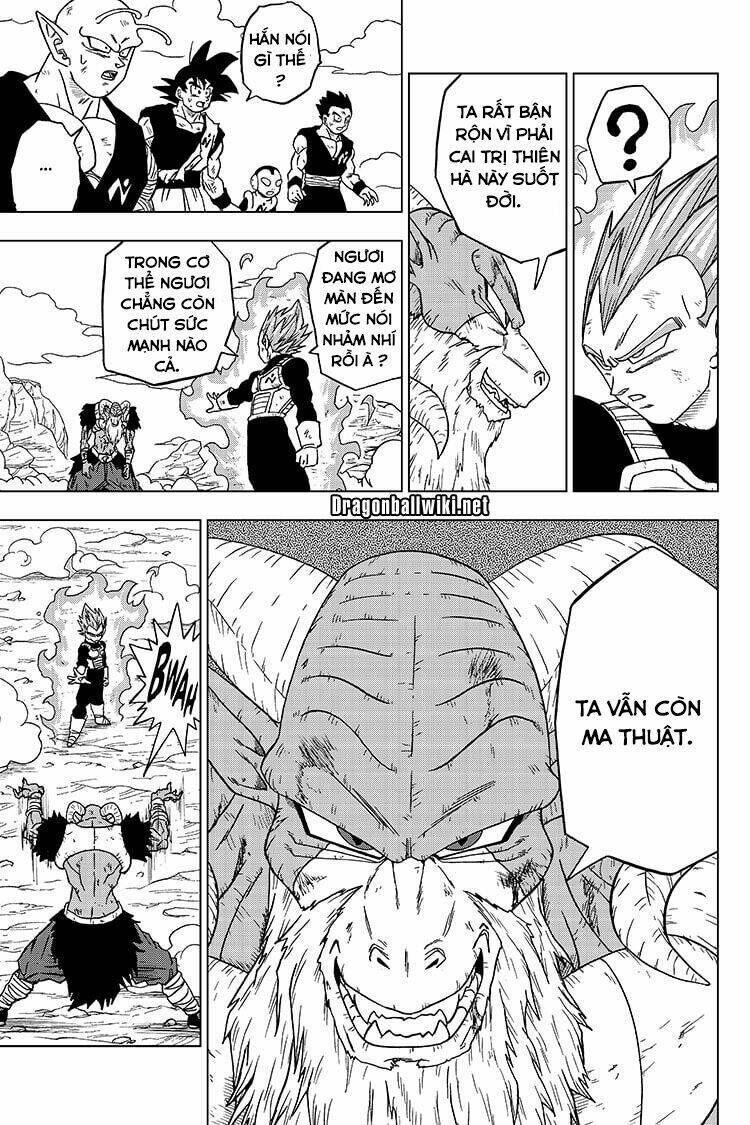 ?
TA RẤT BẬN
RỘN VÌ PHẢI
CAI TRỊ THIÊN
HÀ NÀY SUỐT
ĐỜI.
HẮN NÓI
GÌ THẾ
?
...
NGƯƠI
ĐANG MƠ
MÀN ĐẾN
MỨC NÓI
NHẢM NHÍ
RỒI À ?
TRONG CƠ
THỂ NGƯƠI
CHẲNG CÒN
CHÚT SỨC
MẠNH NÀO
CẢ.
Dragonballwiki.net
TA VẪN CÒN
MA THUẬT.
BWAH